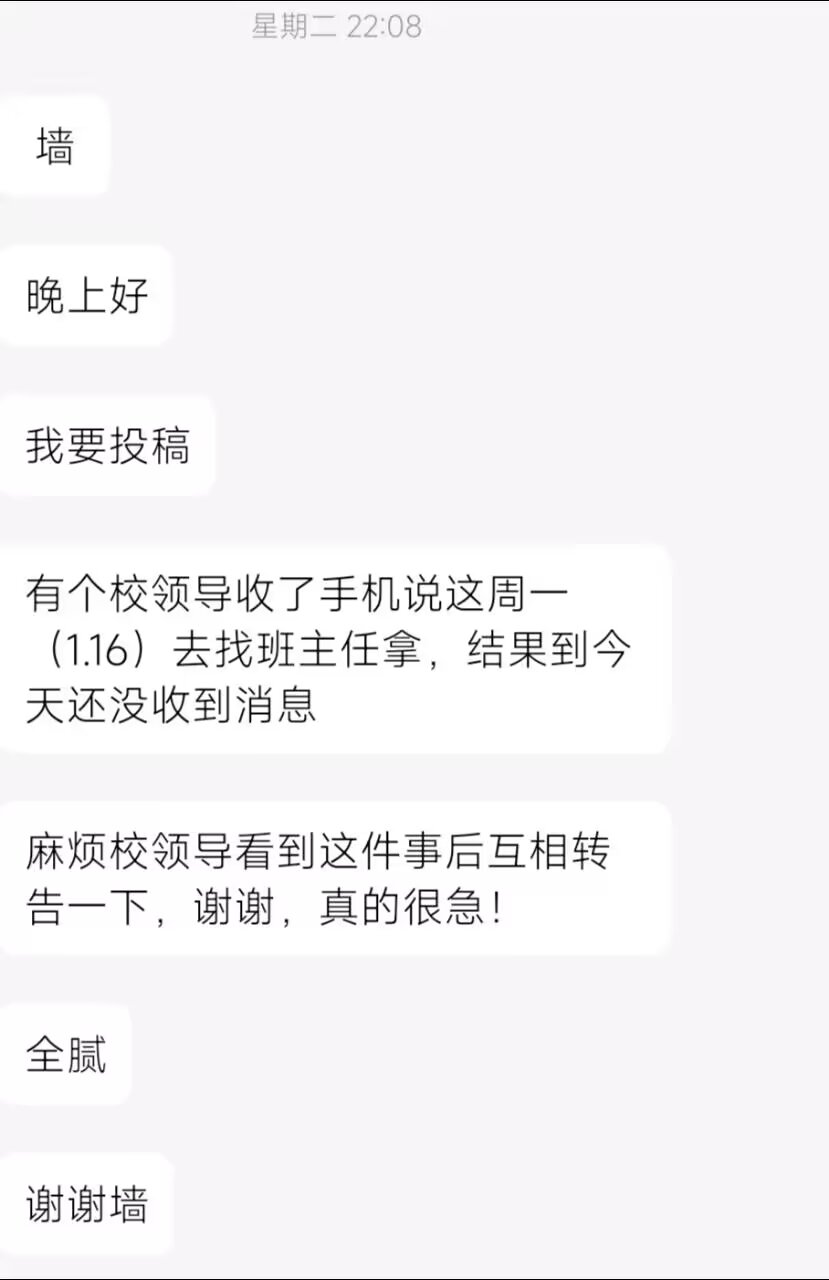 星期二 22:08
墙
晚上好
我要投稿
有个校领导收了手机说这周一
（1.16）去找班主任拿，结果到今
天还没收到消息
麻烦校领导看到这件事后互相转
告一下，谢谢，真的很急！
全腻
谢谢墙